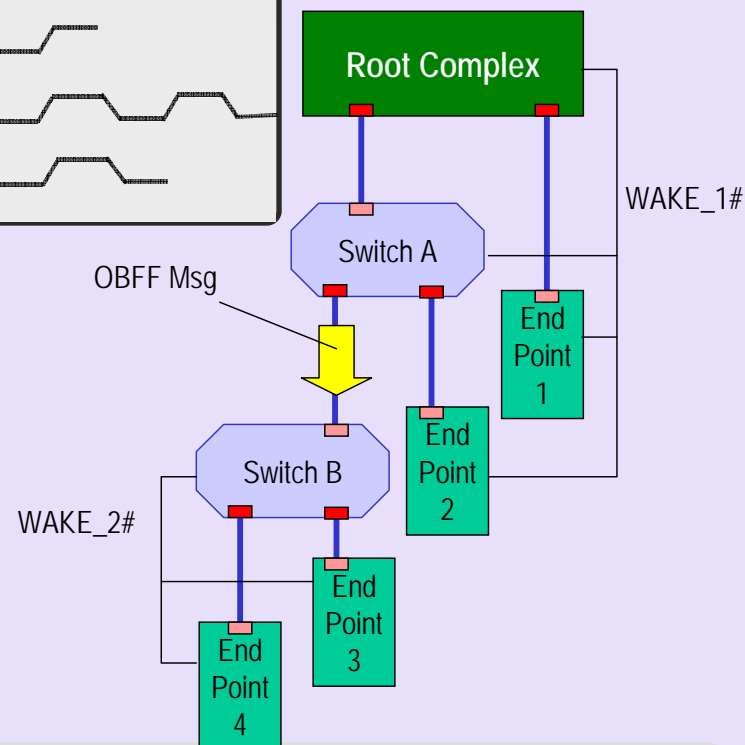 Root Complex
WAKE_1#
Switch A
OBFF Msg
End
Point
1
End
Point
2
Switch B
WAKE_2#
End
Point
3
End
Point
4